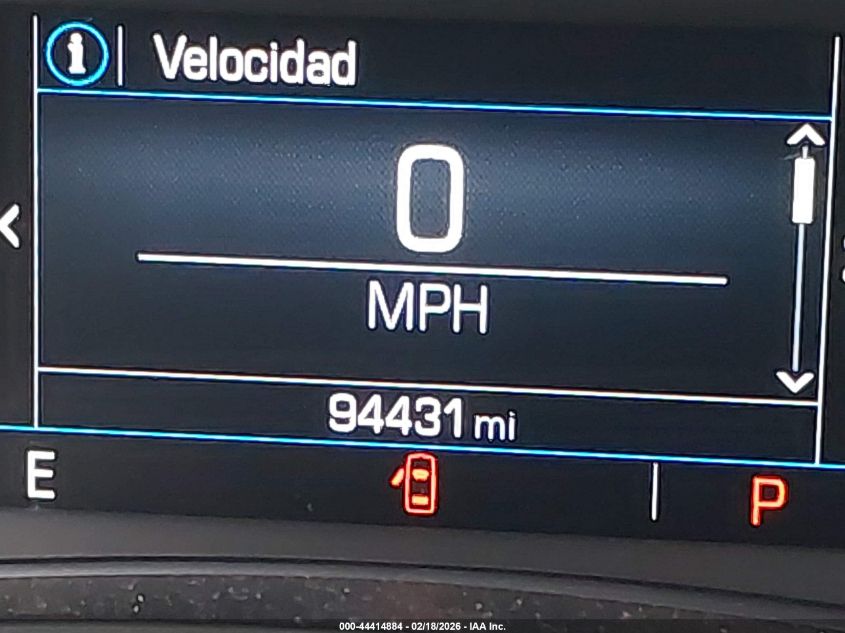 i Velocidad
0
MPH
94431 mi
E P
000-44414884 - 02/18/2026 - IAA Inc.